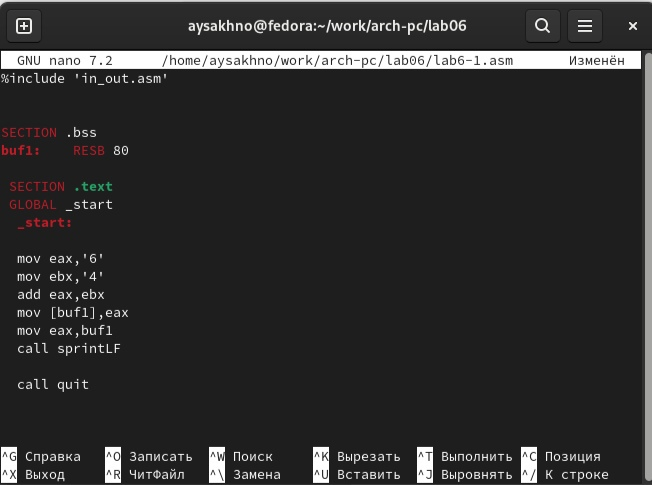 aysakhno@fedora:~/work/arch-pc/lab06
GNU nano 7.2 /home/aysakhno/work/arch-pc/lab06/lab6-1.asm Изменён
%include 'in_out.asm'
SECTION .bss
buf1: RESB 80
SECTION .text
GLOBAL _start
_start:
mov eax,'6'
mov ebx,'4'
add eax,ebx
mov [buf1],eax
mov eax,buf1
call sprintLF
call quit
^G Справка ^O Записать ^W Поиск ^K Вырезать ^T Выполнить ^C Позиция
^X Выход ^R ЧитФайл ^\ Замена ^U Вставить ^J Выровнять ^/ К строке